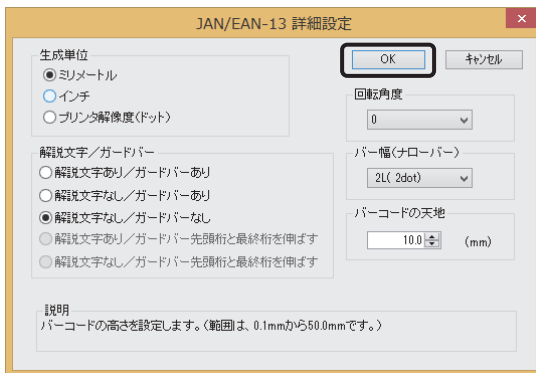 JAN/EAN-13 詳細設定
×
生成単位
ミリメートル
インチ
プリンタ解像度(ドット)
OK
キャンセル
回転角度
0
解説文字/ガードバー
解説文字あり/ガードバーあり
解説文字なし/ガードバーあり
解説文字なし/ガードバーなし
解説文字あり/ガードバー先頭桁と最終桁を伸ばす
解説文字なし/ガードバー先頭桁と最終桁を伸ばす
バー幅(ナローバー)
2L( 2dot)
バーコードの天地
10.0 (mm)
説明
バーコードの高さを設定します。(範囲は、0.1mmから50.0mmです。)